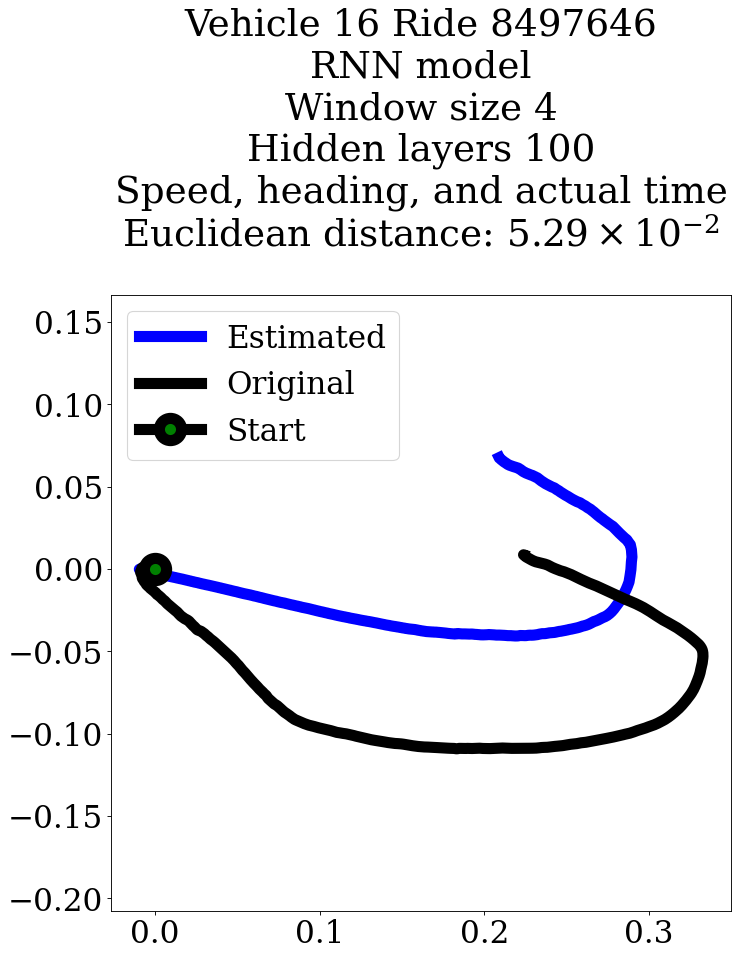 Vehicle 16 Ride 8497646
RNN model
Window size 4
Hidden layers 100
Speed, heading, and actual time
Euclidean distance: 5.29 × 10⁻²
Estimated
Original
Start
0.15
0.10
0.05
0.00
−0.05
−0.10
−0.15
−0.20
0.0 0.1 0.2 0.3